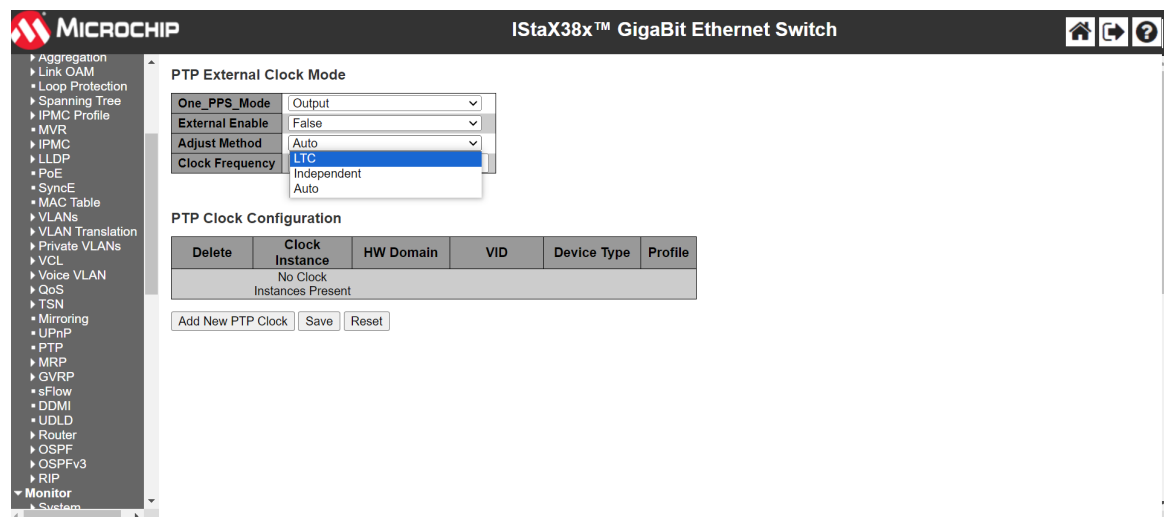 MICROCHIP
IStaX38x™ GigaBit Ethernet Switch
Aggregation
Link OAM
Loop Protection
Spanning Tree
IPMC Profile
MVR
IPMC
LLDP
PoE
SyncE
MAC Table
VLANs
VLAN Translation
Private VLANs
VCL
Voice VLAN
QoS
TSN
Mirroring
UPnP
PTP
MRP
GVRP
sFlow
DDMI
UDLD
Router
OSPF
OSPFv3
RIP
Monitor
System
PTP External Clock Mode
One_PPS_Mode Output
External Enable False
Adjust Method Auto
Clock Frequency
LTC
Independent
Auto
PTP Clock Configuration
Delete Clock Instance HW Domain VID Device Type Profile
No Clock
Instances Present
Add New PTP Clock Save Reset